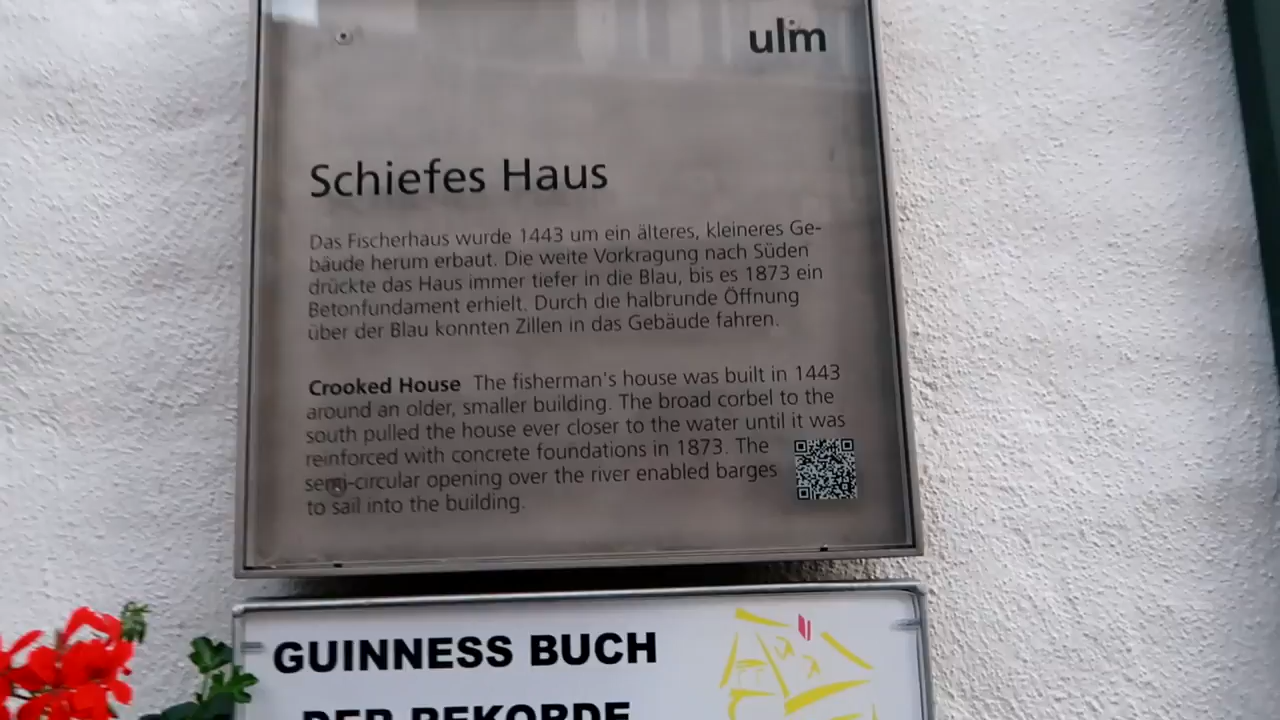 ulm
Schiefes Haus
Das Fischerhaus wurde 1443 um ein älteres, kleineres Ge-
bäude herum erbaut. Die weite Vorkragung nach Süden
drückte das Haus immer tiefer in die Blau, bis es 1873 ein
Betonfundament erhielt. Durch die halbrunde Öffnung
über der Blau konnten Zillen in das Gebäude fahren.
Crooked House The fisherman's house was built in 1443
around an older, smaller building. The broad corbel to the
south pulled the house ever closer to the water until it was
reinforced with concrete foundations in 1873. The
semi-circular opening over the river enabled barges
to sail into the building.
GUINNESS BUCH
DER REKORDE